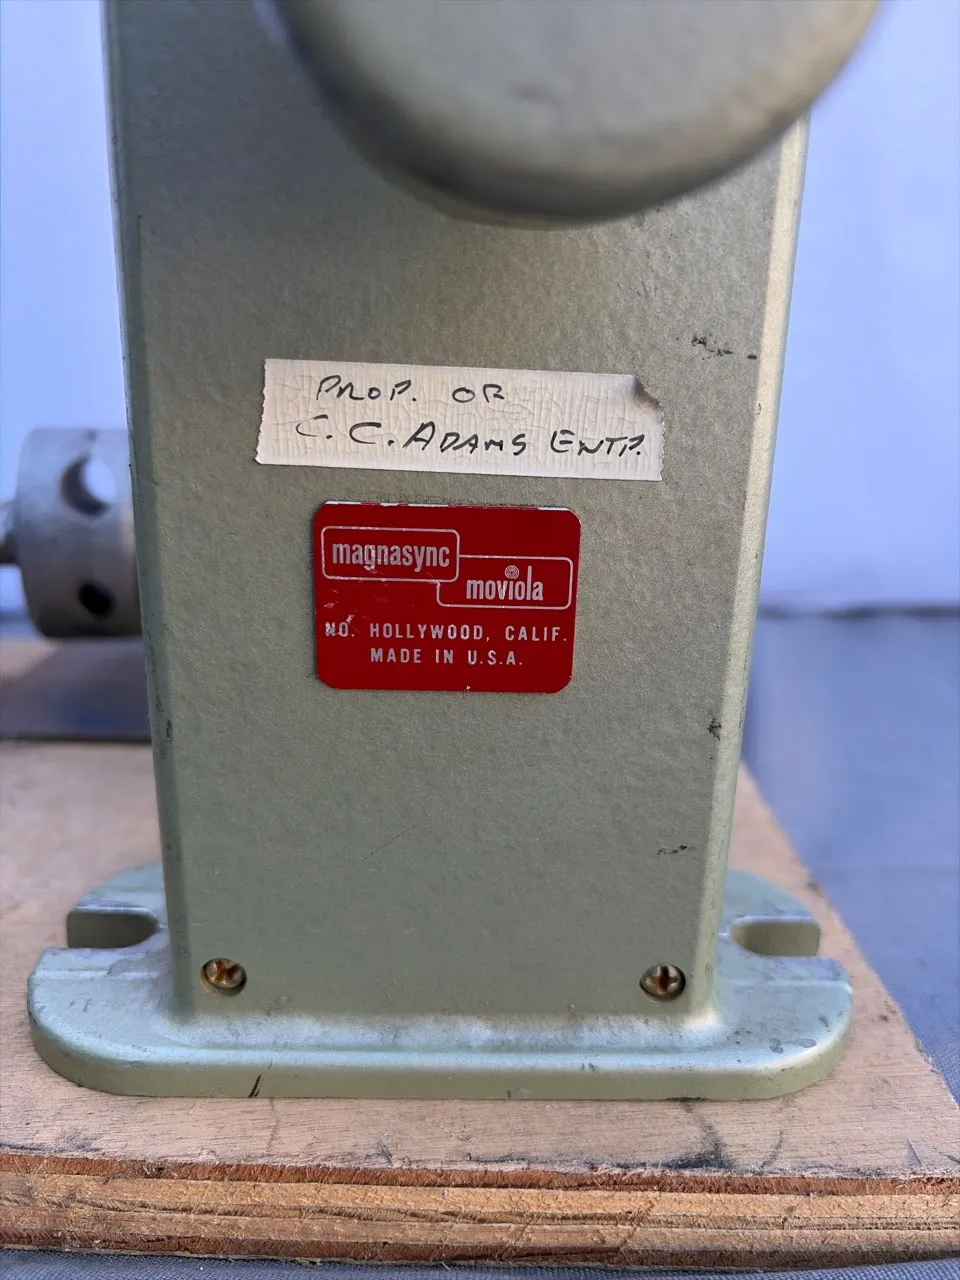 PROP. OF
C.C. ADAMS ENTP.
magnasync
moviola
NO. HOLLYWOOD, CALIF.
MADE IN U.S.A.